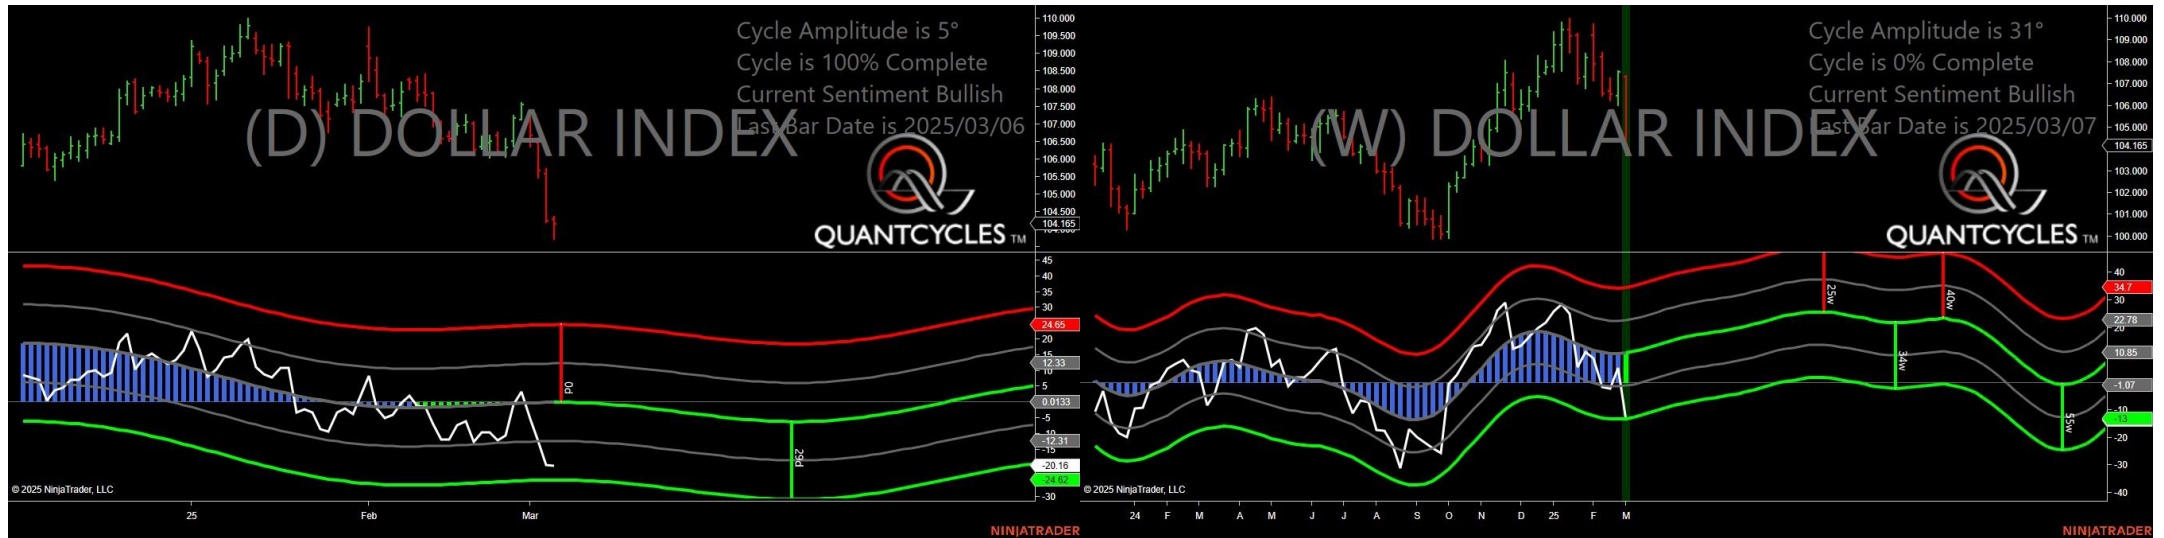 Cycle Amplitude is 5°
Cycle is 100% Complete
Current Sentiment Bullish
Last Bar Date is 2025/03/06
(D) DOLLAR INDEX
QUANTCYCLES TM
110.000
109.500
109.000
108.500
108.000
107.500
107.000
106.500
106.000
105.500
105.000
104.500
104.165
45
40
35
30
24.65
20
15
12.33
10
5
0.0133
-5
-12.31
-15
-20.16
-24.62
-30
0d
29d
© 2025 NinjaTrader, LLC
25
Feb
Mar
NINJATRADER
Cycle Amplitude is 31°
Cycle is 0% Complete
Current Sentiment Bullish
Last Bar Date is 2025/03/07
(W) DOLLAR INDEX
QUANTCYCLES TM
110.000
109.000
108.000
107.000
106.000
105.000
104.165
103.000
102.000
101.000
100.000
40
34.7
30
22.78
20
10.85
-1.07
-10
-13
-20
-30
-40
25w
34w
40w
55w
© 2025 NinjaTrader, LLC
24 F M A M J J A S O N D 25 F M
NINJATRADER